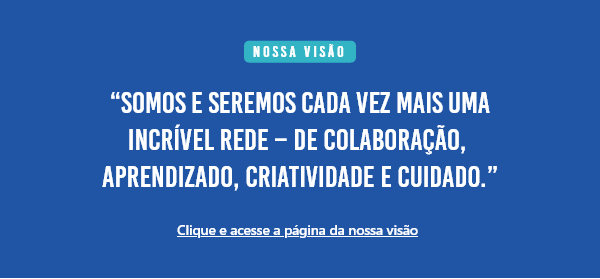 NOSSA VISÃO
“SOMOS E SEREMOS CADA VEZ MAIS UMA
INCRÍVEL REDE – DE COLABORAÇÃO,
APRENDIZADO, CRIATIVIDADE E CUIDADO.”
Clique e acesse a página da nossa visão